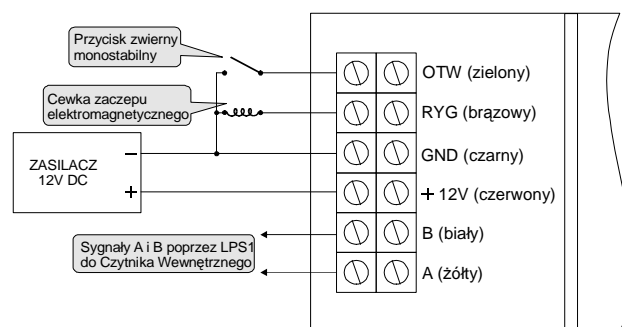 Przycisk zwierny
monostabilny
Cewka zaczepu
elektromagnetycznego
ZASILACZ
12V DC
−
+
Sygnały A i B poprzez LPS1
do Czytnika Wewnętrznego
OTW (zielony)
RYG (brązowy)
GND (czarny)
+ 12V (czerwony)
B (biały)
A (żółty)